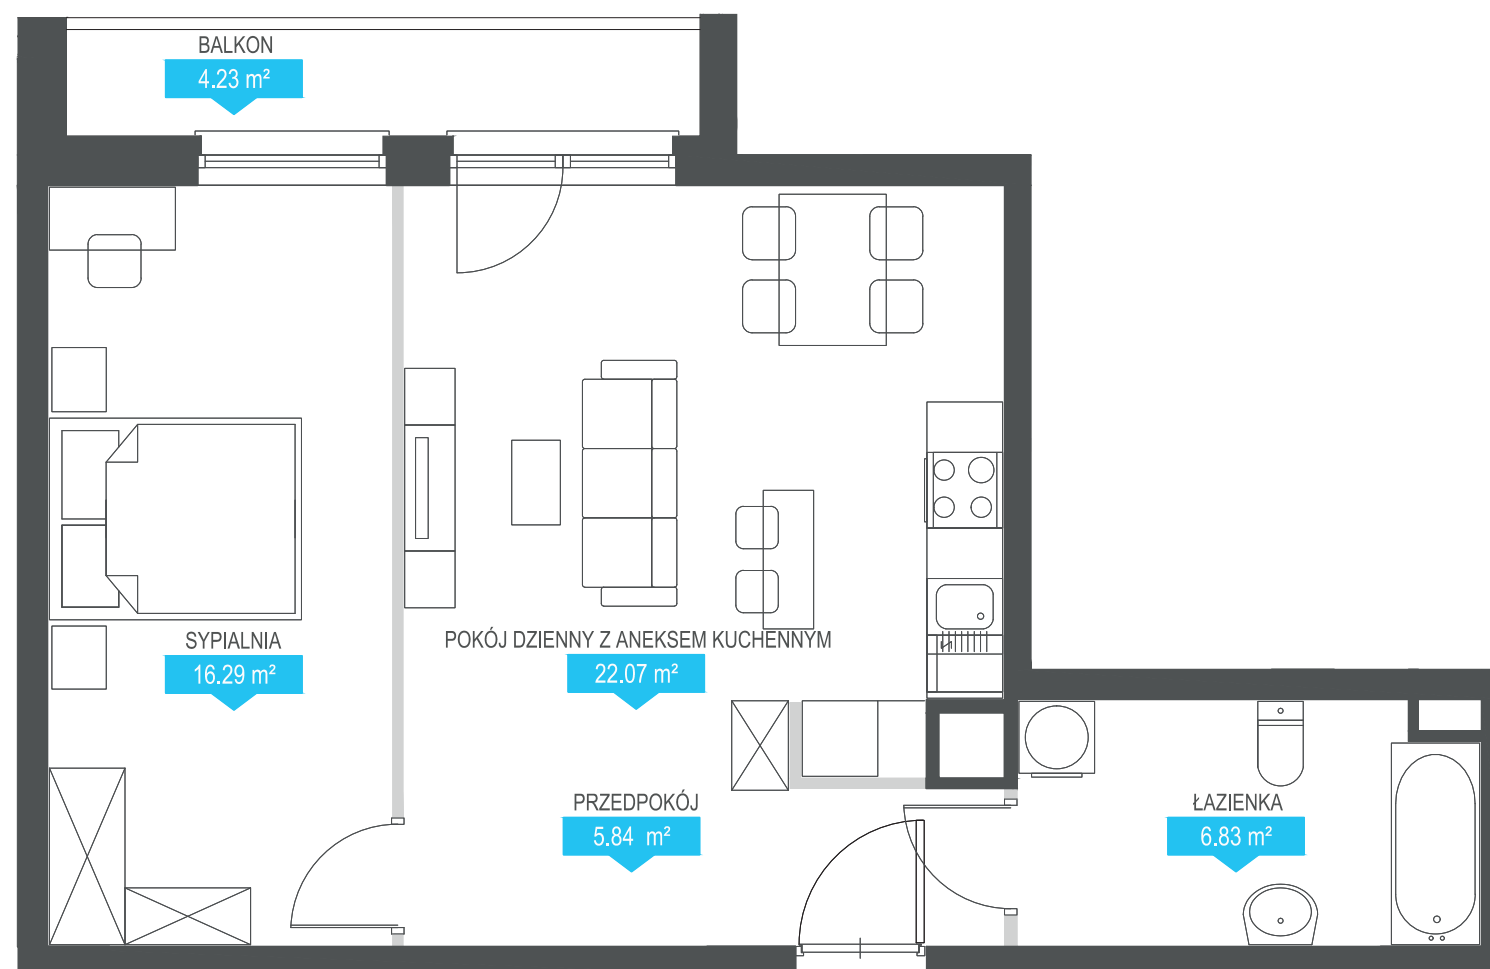 BALKON
4.23 m²
SYPIALNIA
16.29 m²
POKÓJ DZIENNY Z ANEKSEM KUCHENNYM
22.07 m²
PRZEDPOKÓJ
5.84 m²
ŁAZIENKA
6.83 m²